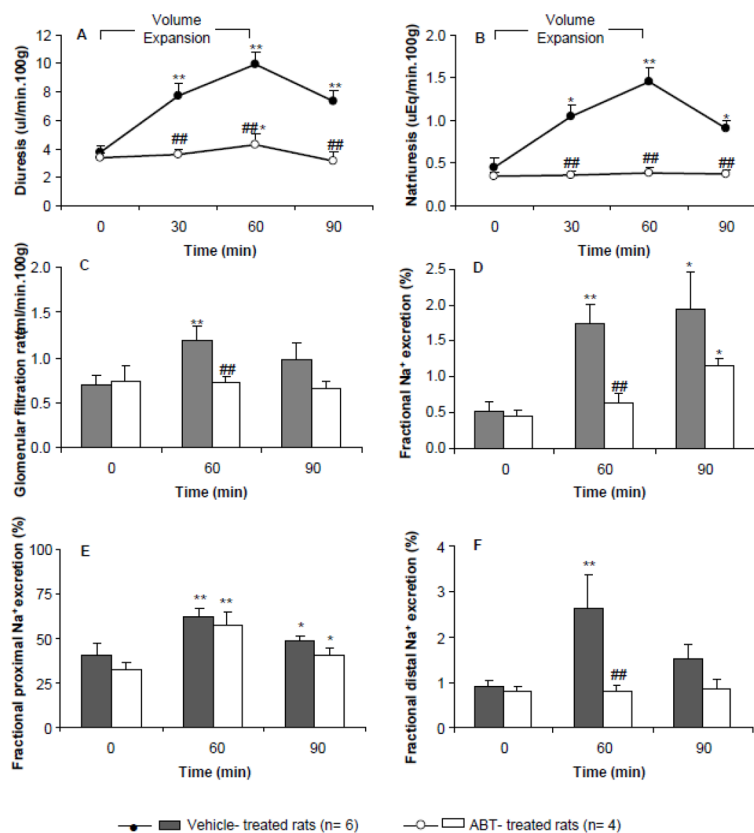 A
Volume
Expansion
Diuresis (ul/min.100g)
12
10
8
6
4
2
0
**
**
**
##
##*
##
0 30 60 90
Time (min)
B
Volume
Expansion
Natriuresis (uEq/min.100g)
2.0
1.5
1.0
0.5
0.0
*
**
*
##
##
##
0 30 60 90
Time (min)
C
Glomerular filtration rate(ml/min.100g)
2.0
1.5
1.0
0.5
0.0
**
##
0 60 90
Time (min)
D
Fractional Na⁺ excretion (%)
2.5
2.0
1.5
1.0
0.5
0.0
**
##
*
*
0 60 90
Time (min)
E
Fractional proximal Na⁺ excretion (%)
100
75
50
25
0
** **
* *
0 60 90
Time (min)
F
Fractional distal Na⁺ excretion (%)
4
3
2
1
0
**
##
0 60 90
Time (min)
Vehicle- treated rats (n= 6) ABT- treated rats (n= 4)